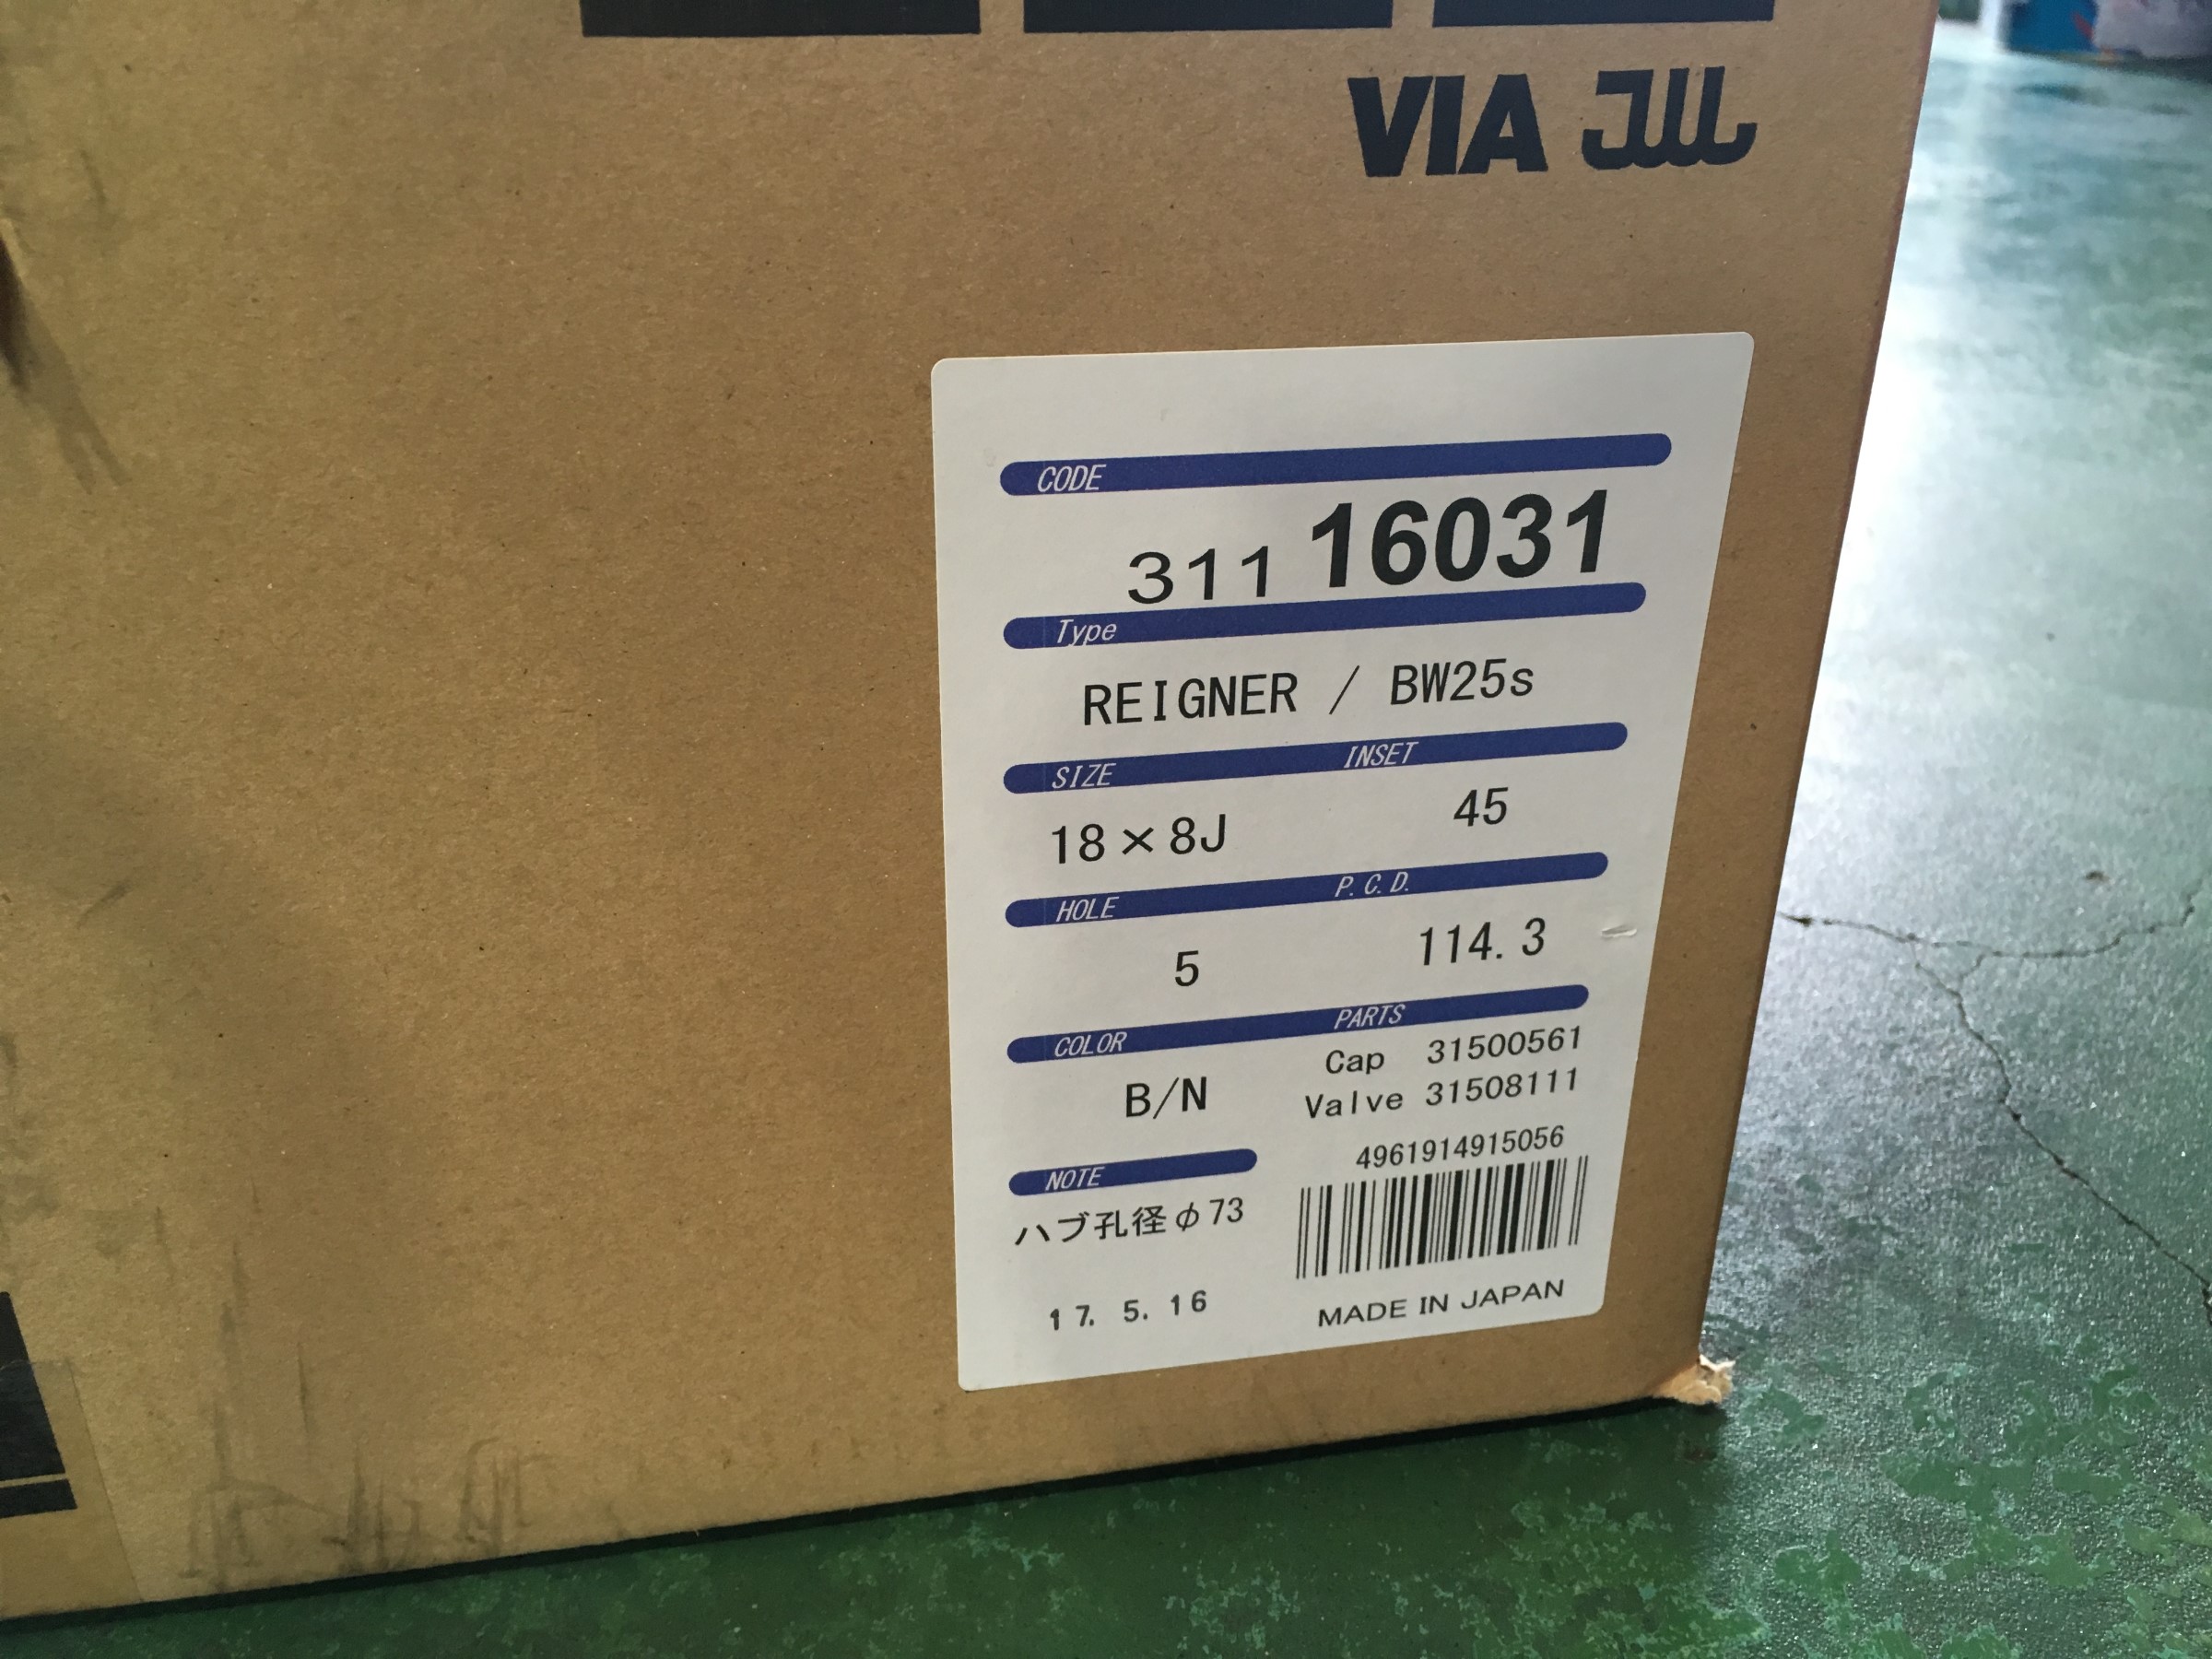 VIA JWL
CODE
311 16031
Type
REIGNER / BW25s
SIZE INSET
18×8J 45
HOLE P.C.D.
5 114.3
COLOR PARTS
B/N Cap 31500561
Valve 31508111
4961914915056
NOTE
ハブ孔径φ73
17. 5. 16
MADE IN JAPAN